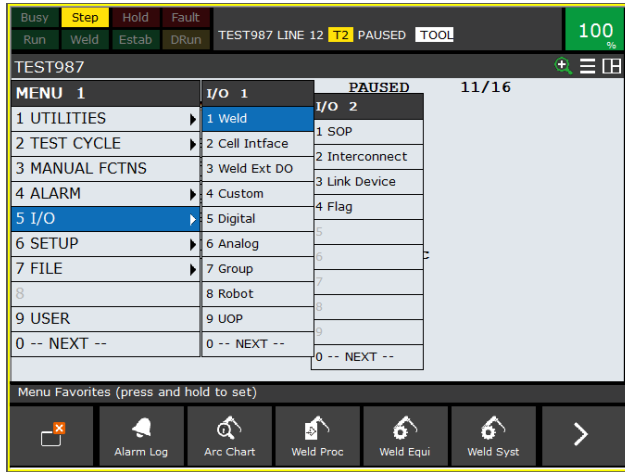 Busy Step Hold Fault
Run Weld Estab DRun
TEST987 LINE 12 T2 PAUSED TOOL
100
%
TEST987
PAUSED 11/16
MENU 1
1 UTILITIES
2 TEST CYCLE
3 MANUAL FCTNS
4 ALARM
5 I/O
6 SETUP
7 FILE
8
9 USER
0 -- NEXT --
I/O 1
1 Weld
2 Cell Intface
3 Weld Ext DO
4 Custom
5 Digital
6 Analog
7 Group
8 Robot
9 UOP
0 -- NEXT --
I/O 2
1 SOP
2 Interconnect
3 Link Device
4 Flag
5
6
7
8
9
0 -- NEXT --
Menu Favorites (press and hold to set)
Alarm Log
Arc Chart
Weld Proc
Weld Equi
Weld Syst